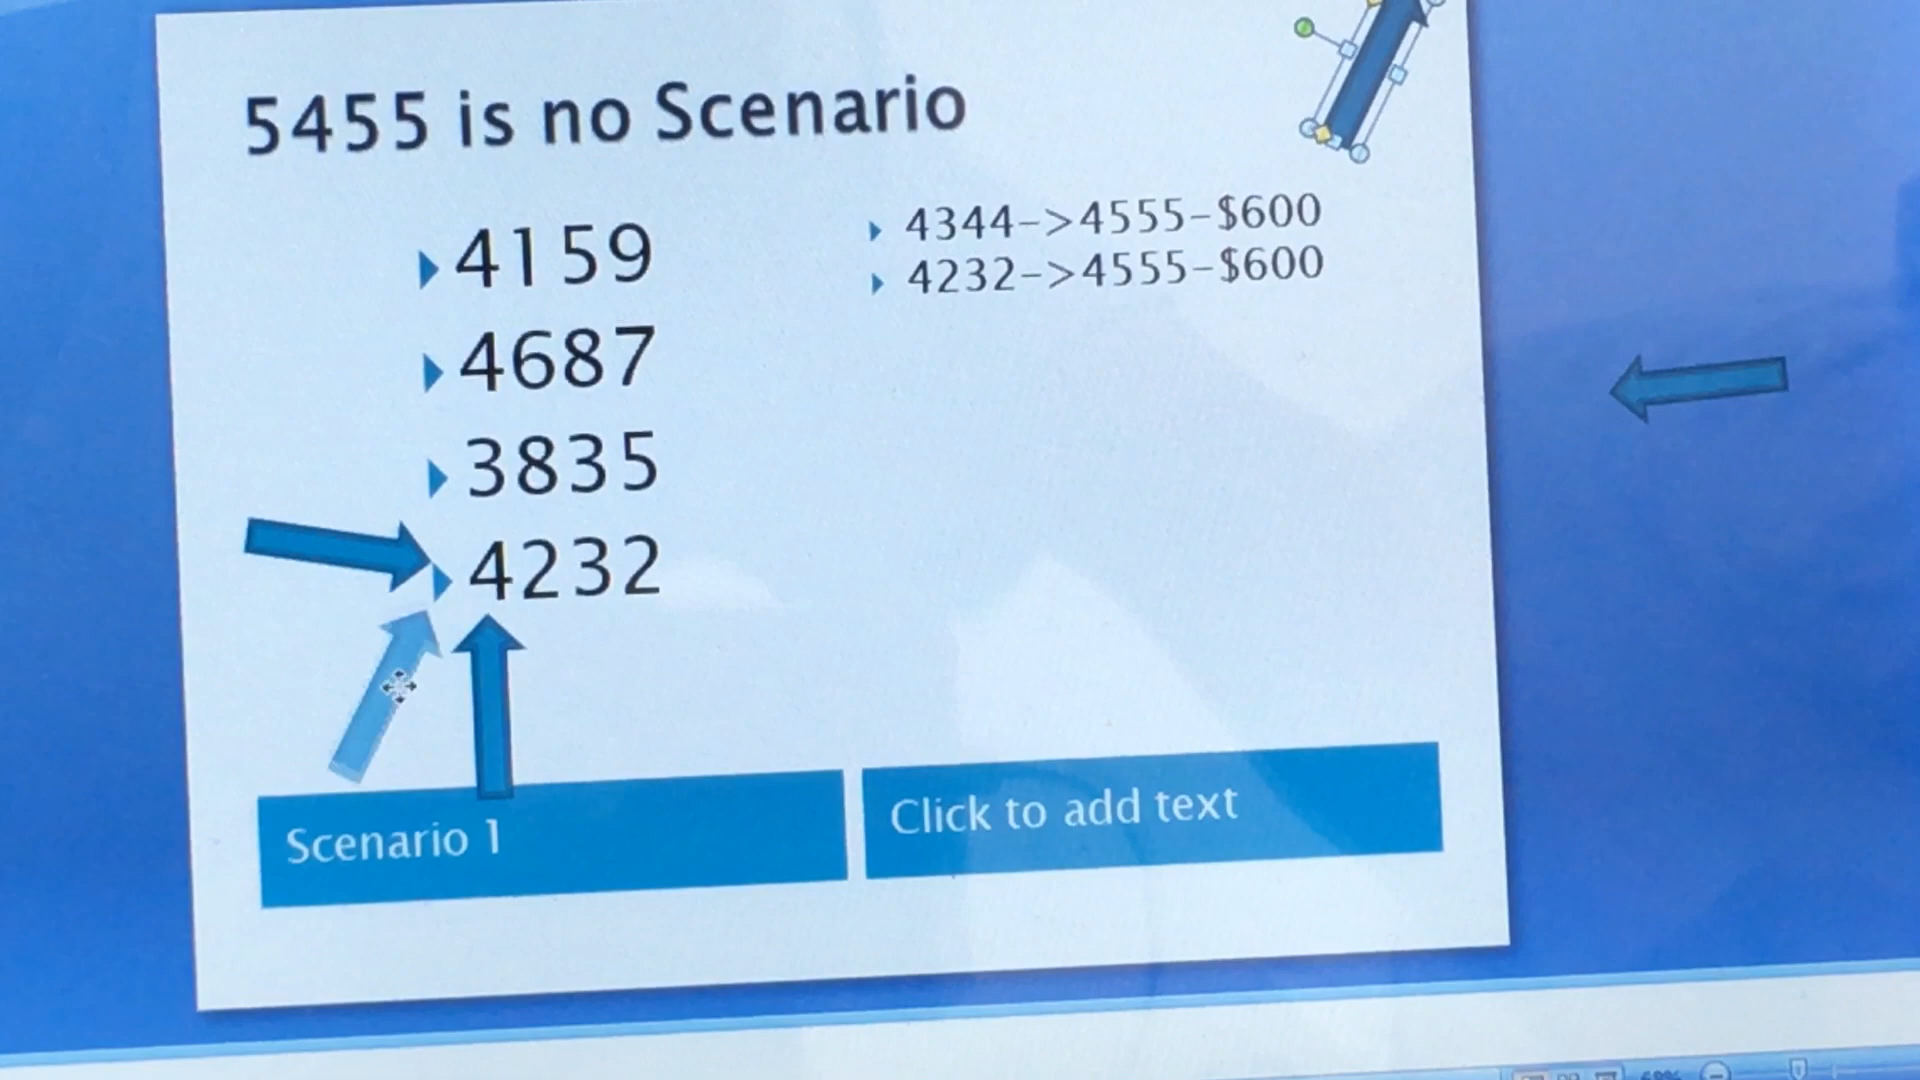 5455 is no Scenario
4159
4687
3835
4232
4344->4555-$600
4232->4555-$600
Scenario 1
Click to add text